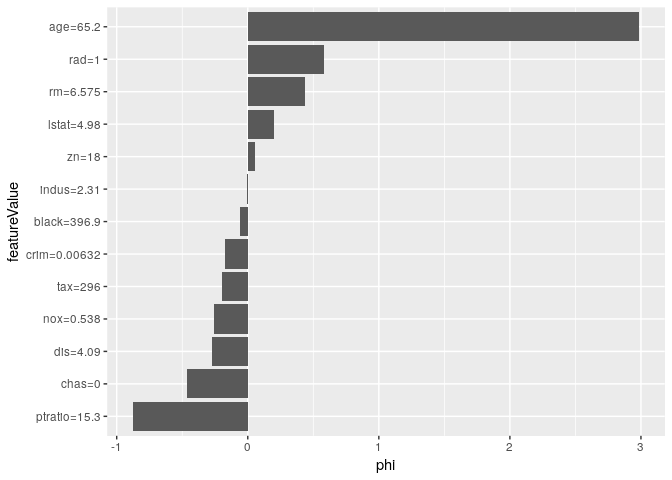 age=65.2
rad=1
rm=6.575
lstat=4.98
zn=18
indus=2.31
black=396.9
crim=0.00632
tax=296
nox=0.538
dis=4.09
chas=0
ptratio=15.3
featureValue
-1 0 1 2 3
phi